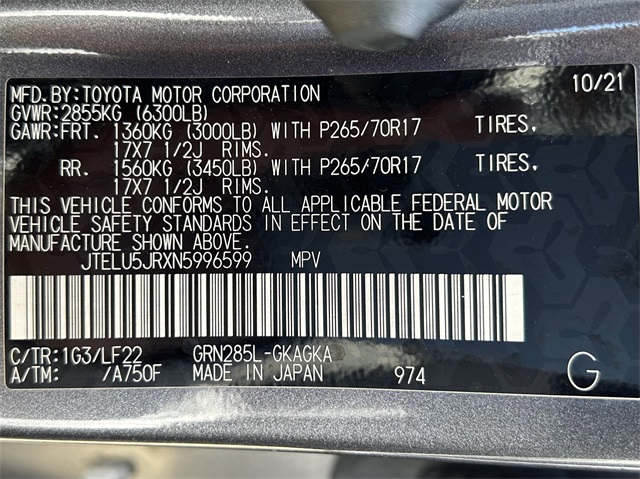 MFD.BY:TOYOTA MOTOR CORPORATION 10/21
GVWR:2855KG (6300LB)
GAWR:FRT. 1360KG (3000LB) WITH P265/70R17 TIRES.
17X7 1/2J RIMS.
RR. 1560KG (3450LB) WITH P265/70R17 TIRES.
17X7 1/2J RIMS.
THIS VEHICLE CONFORMS TO ALL APPLICABLE FEDERAL MOTOR
VEHICLE SAFETY STANDARDS IN EFFECT ON THE DATE OF
MANUFACTURE SHOWN ABOVE.
JTELU5JRXN5996599 MPV
C/TR:1G3/LF22 GRN285L-GKAGKA
A/TM: /A750F MADE IN JAPAN 974 G